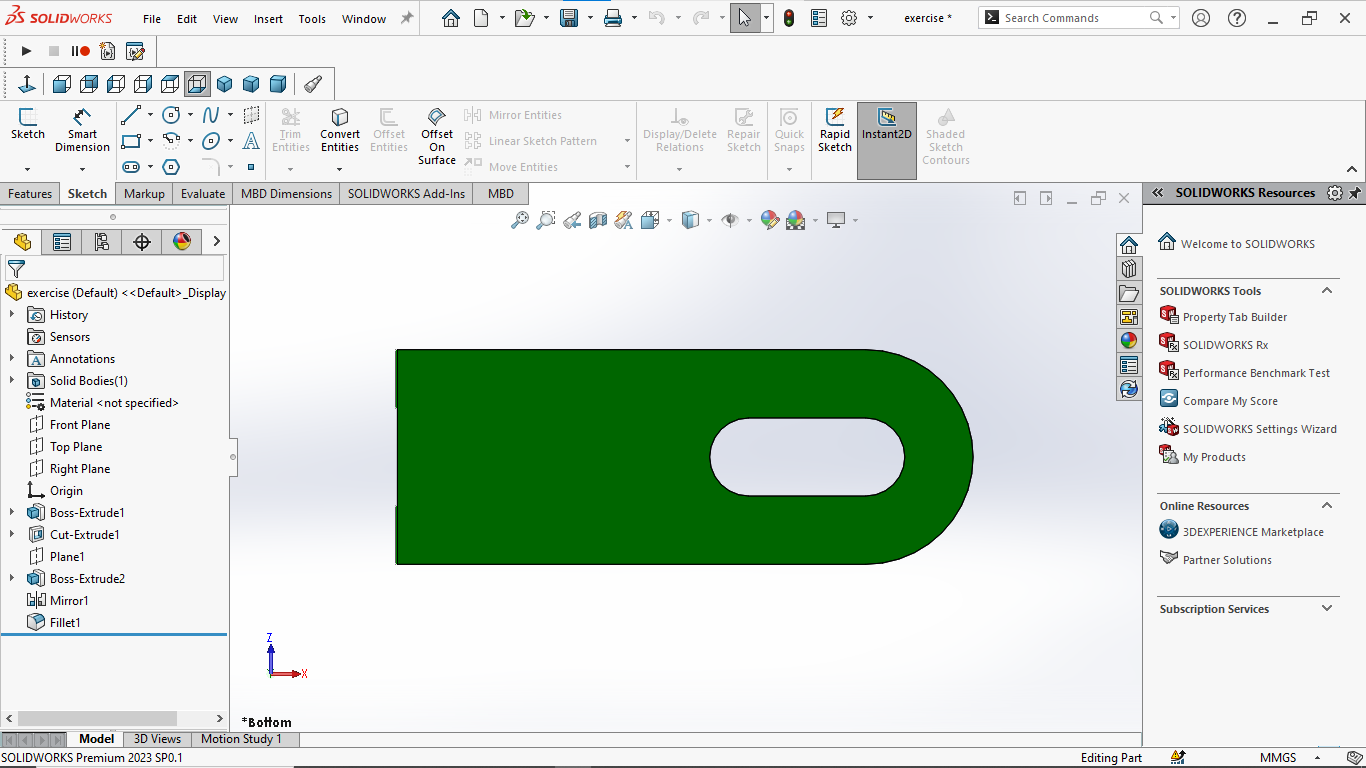 SOLIDWORKS File Edit View Insert Tools Window exercise * Search Commands
Sketch Smart Dimension Trim Entities Convert Entities Offset Entities Offset On Surface Mirror Entities Linear Sketch Pattern Move Entities Display/Delete Relations Repair Sketch Quick Snaps Rapid Sketch Instant2D Shaded Sketch Contours
Features Sketch Markup Evaluate MBD Dimensions SOLIDWORKS Add-Ins MBD
SOLIDWORKS Resources
exercise (Default) <<Default>_Display
History
Sensors
Annotations
Solid Bodies(1)
Material <not specified>
Front Plane
Top Plane
Right Plane
Origin
Boss-Extrude1
Cut-Extrude1
Plane1
Boss-Extrude2
Mirror1
Fillet1
Z
X
*Bottom
Welcome to SOLIDWORKS
SOLIDWORKS Tools
Property Tab Builder
SOLIDWORKS Rx
Performance Benchmark Test
Compare My Score
SOLIDWORKS Settings Wizard
My Products
Online Resources
3DEXPERIENCE Marketplace
Partner Solutions
Subscription Services
Model 3D Views Motion Study 1
SOLIDWORKS Premium 2023 SP0.1 Editing Part MMGS